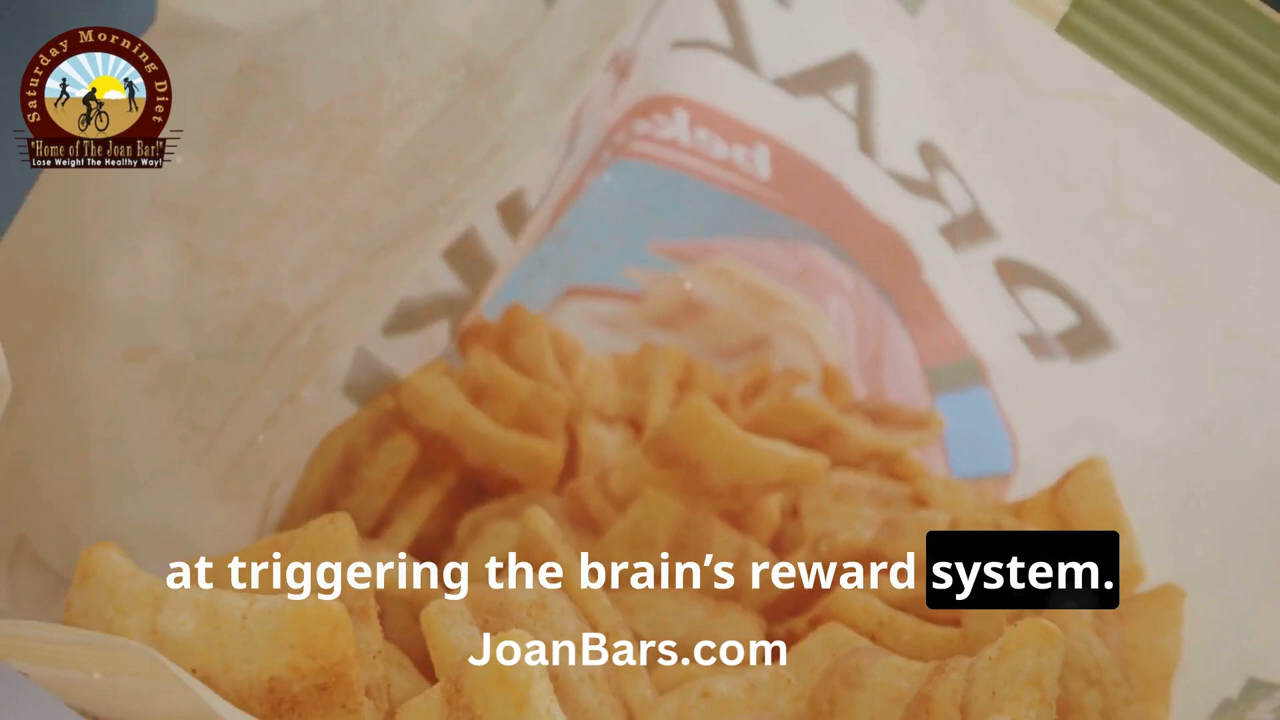 Saturday Morning Diet
"Home of The Joan Bar!"
Lose Weight The Healthy Way!
at triggering the brain’s reward system.
JoanBars.com